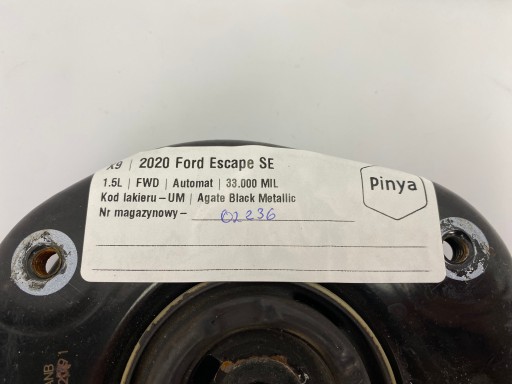 X9 | 2020 Ford Escape SE
1.5L | FWD | Automat | 33.000 MIL
Kod lakieru – UM | Agate Black Metallic
Nr magazynowy – 02236
Pinya